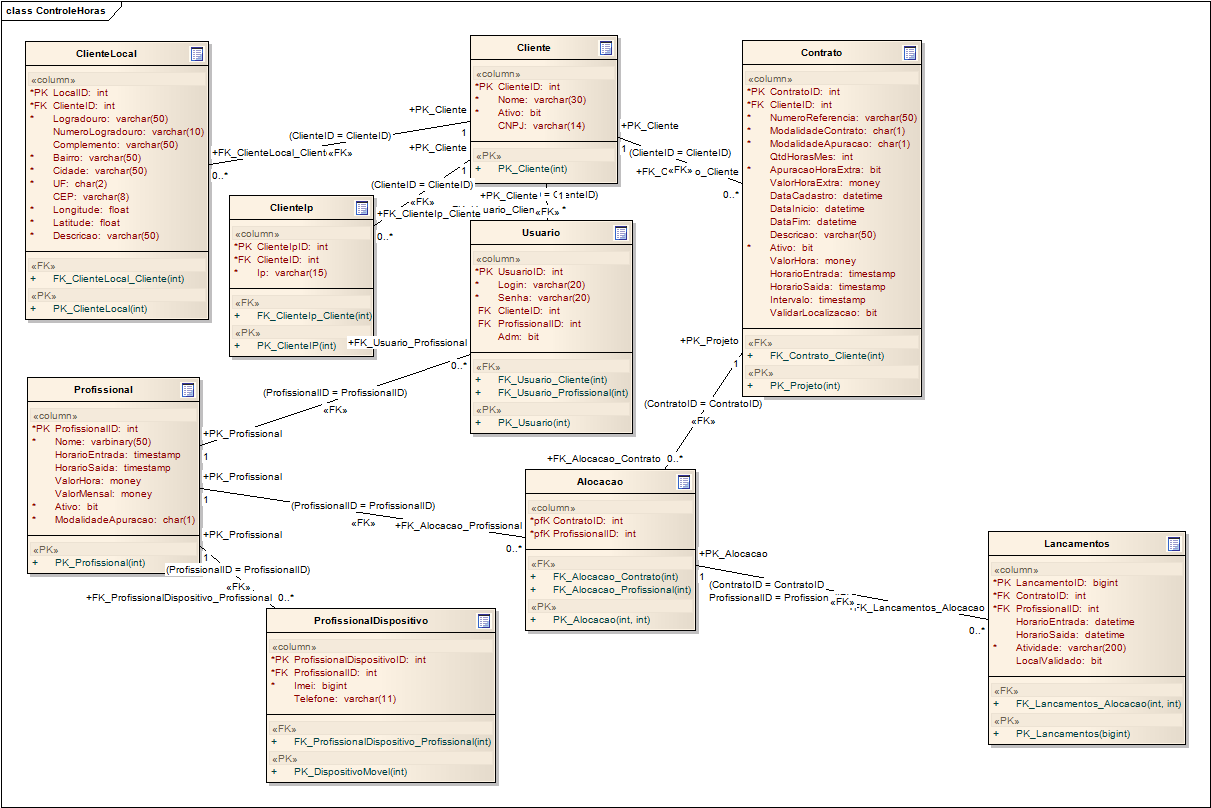 class ControleHoras
ClienteLocal
«column»
*PK LocalID: int
*FK ClienteID: int
* Logradouro: varchar(50)
NumeroLogradouro: varchar(10)
Complemento: varchar(50)
* Bairro: varchar(50)
* Cidade: varchar(50)
* UF: char(2)
CEP: varchar(8)
* Longitude: float
* Latitude: float
* Descricao: varchar(50)
«FK»
+ FK_ClienteLocal_Cliente(int)
«PK»
+ PK_ClienteLocal(int)
Cliente
«column»
*PK ClienteID: int
* Nome: varchar(30)
* Ativo: bit
CNPJ: varchar(14)
«PK»
+ PK_Cliente(int)
Contrato
«column»
*PK ContratoID: int
*FK ClienteID: int
* NumeroReferencia: varchar(50)
* ModalidadeContrato: char(1)
* ModalidadeApuracao: char(1)
QtdHorasMes: int
* ApuracaoHoraExtra: bit
ValorHoraExtra: money
DataCadastro: datetime
DataInicio: datetime
DataFim: datetime
Descricao: varchar(50)
* Ativo: bit
ValorHora: money
HorarioEntrada: timestamp
HorarioSaida: timestamp
Intervalo: timestamp
ValidarLocalizacao: bit
«FK»
+ FK_Contrato_Cliente(int)
«PK»
+ PK_Projeto(int)
+PK_Cliente
1
(ClienteID = ClienteID)
+FK_ClienteLocal_Client
«FK»
0..*
+PK_Cliente
1
(ClienteID = ClienteID)
«FK»
+FK_ClienteIp_Cliente
0..*
+PK_Cliente
1
(ClienteID = ClienteID)
+FK_C
«FK»
o_Cliente
0..*
+PK_Cliente
= C
enteID)
uario_Clien
«FK»
*
ClienteIp
«column»
*PK ClienteIpID: int
*FK ClienteID: int
* Ip: varchar(15)
«FK»
+ FK_ClienteIp_Cliente(int)
«PK»
+ PK_ClienteIP(int)
Usuario
«column»
*PK UsuarioID: int
* Login: varchar(20)
* Senha: varchar(20)
FK ClienteID: int
FK ProfissionalID: int
Adm: bit
«FK»
+ FK_Usuario_Cliente(int)
+ FK_Usuario_Profissional(int)
«PK»
+ PK_Usuario(int)
+FK_Usuario_Profissional
0..*
(ProfissionalID = ProfissionalID)
«FK»
+PK_Profissional
1
Profissional
«column»
*PK ProfissionalID: int
* Nome: varbinary(50)
HorarioEntrada: timestamp
HorarioSaida: timestamp
ValorHora: money
ValorMensal: money
* Ativo: bit
* ModalidadeApuracao: char(1)
«PK»
+ PK_Profissional(int)
+PK_Projeto
1
(ContratoID = ContratoID)
«FK»
+FK_Alocacao_Contrato 0..*
+PK_Profissional
1
(ProfissionalID = ProfissionalID)
«FK»
+FK_Alocacao_Profissional
0..*
Alocacao
«column»
*pfK ContratoID: int
*pfK ProfissionalID: int
«FK»
+ FK_Alocacao_Contrato(int)
+ FK_Alocacao_Profissional(int)
«PK»
+ PK_Alocacao(int, int)
+PK_Profissional
1
(ProfissionalID = ProfissionalID)
«FK»
+FK_ProfissionalDispositivo_Profissional 0..*
ProfissionalDispositivo
«column»
*PK ProfissionalDispositivoID: int
*FK ProfissionalID: int
* Imei: bigint
Telefone: varchar(11)
«FK»
+ FK_ProfissionalDispositivo_Profissional(int)
«PK»
+ PK_DispositivoMovel(int)
+PK_Alocacao
1
(ContratoID = ContratoID
ProfissionalID = Profission
«FK»
FK_Lancamentos_Alocacao
0..*
Lancamentos
«column»
*PK LancamentoID: bigint
*FK ContratoID: int
*FK ProfissionalID: int
HorarioEntrada: datetime
HorarioSaida: datetime
* Atividade: varchar(200)
LocalValidado: bit
«FK»
+ FK_Lancamentos_Alocacao(int, int)
«PK»
+ PK_Lancamentos(bigint)